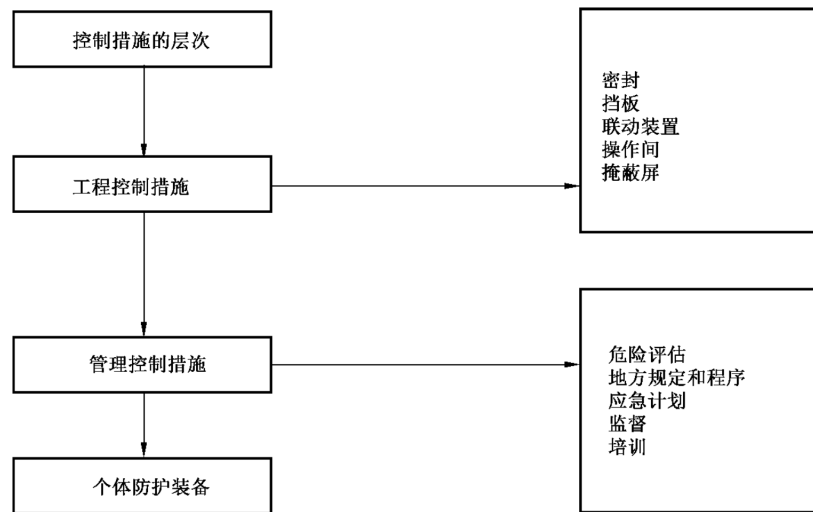 控制措施的层次
密封
挡板
联动装置
操作间
掩蔽屏
工程控制措施
管理控制措施
危险评估
地方规定和程序
应急计划
监督
培训
个体防护装备